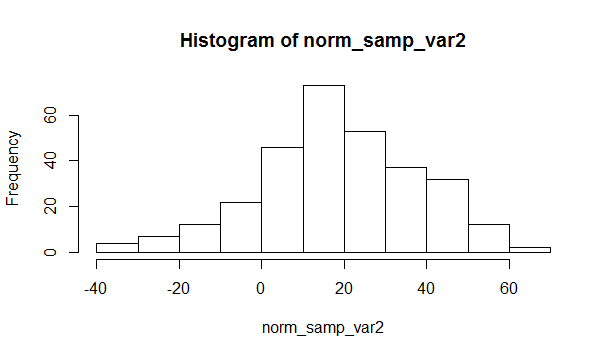 Histogram of norm_samp_var2
Frequency
60
40
20
0
-40 -20 0 20 40 60
norm_samp_var2